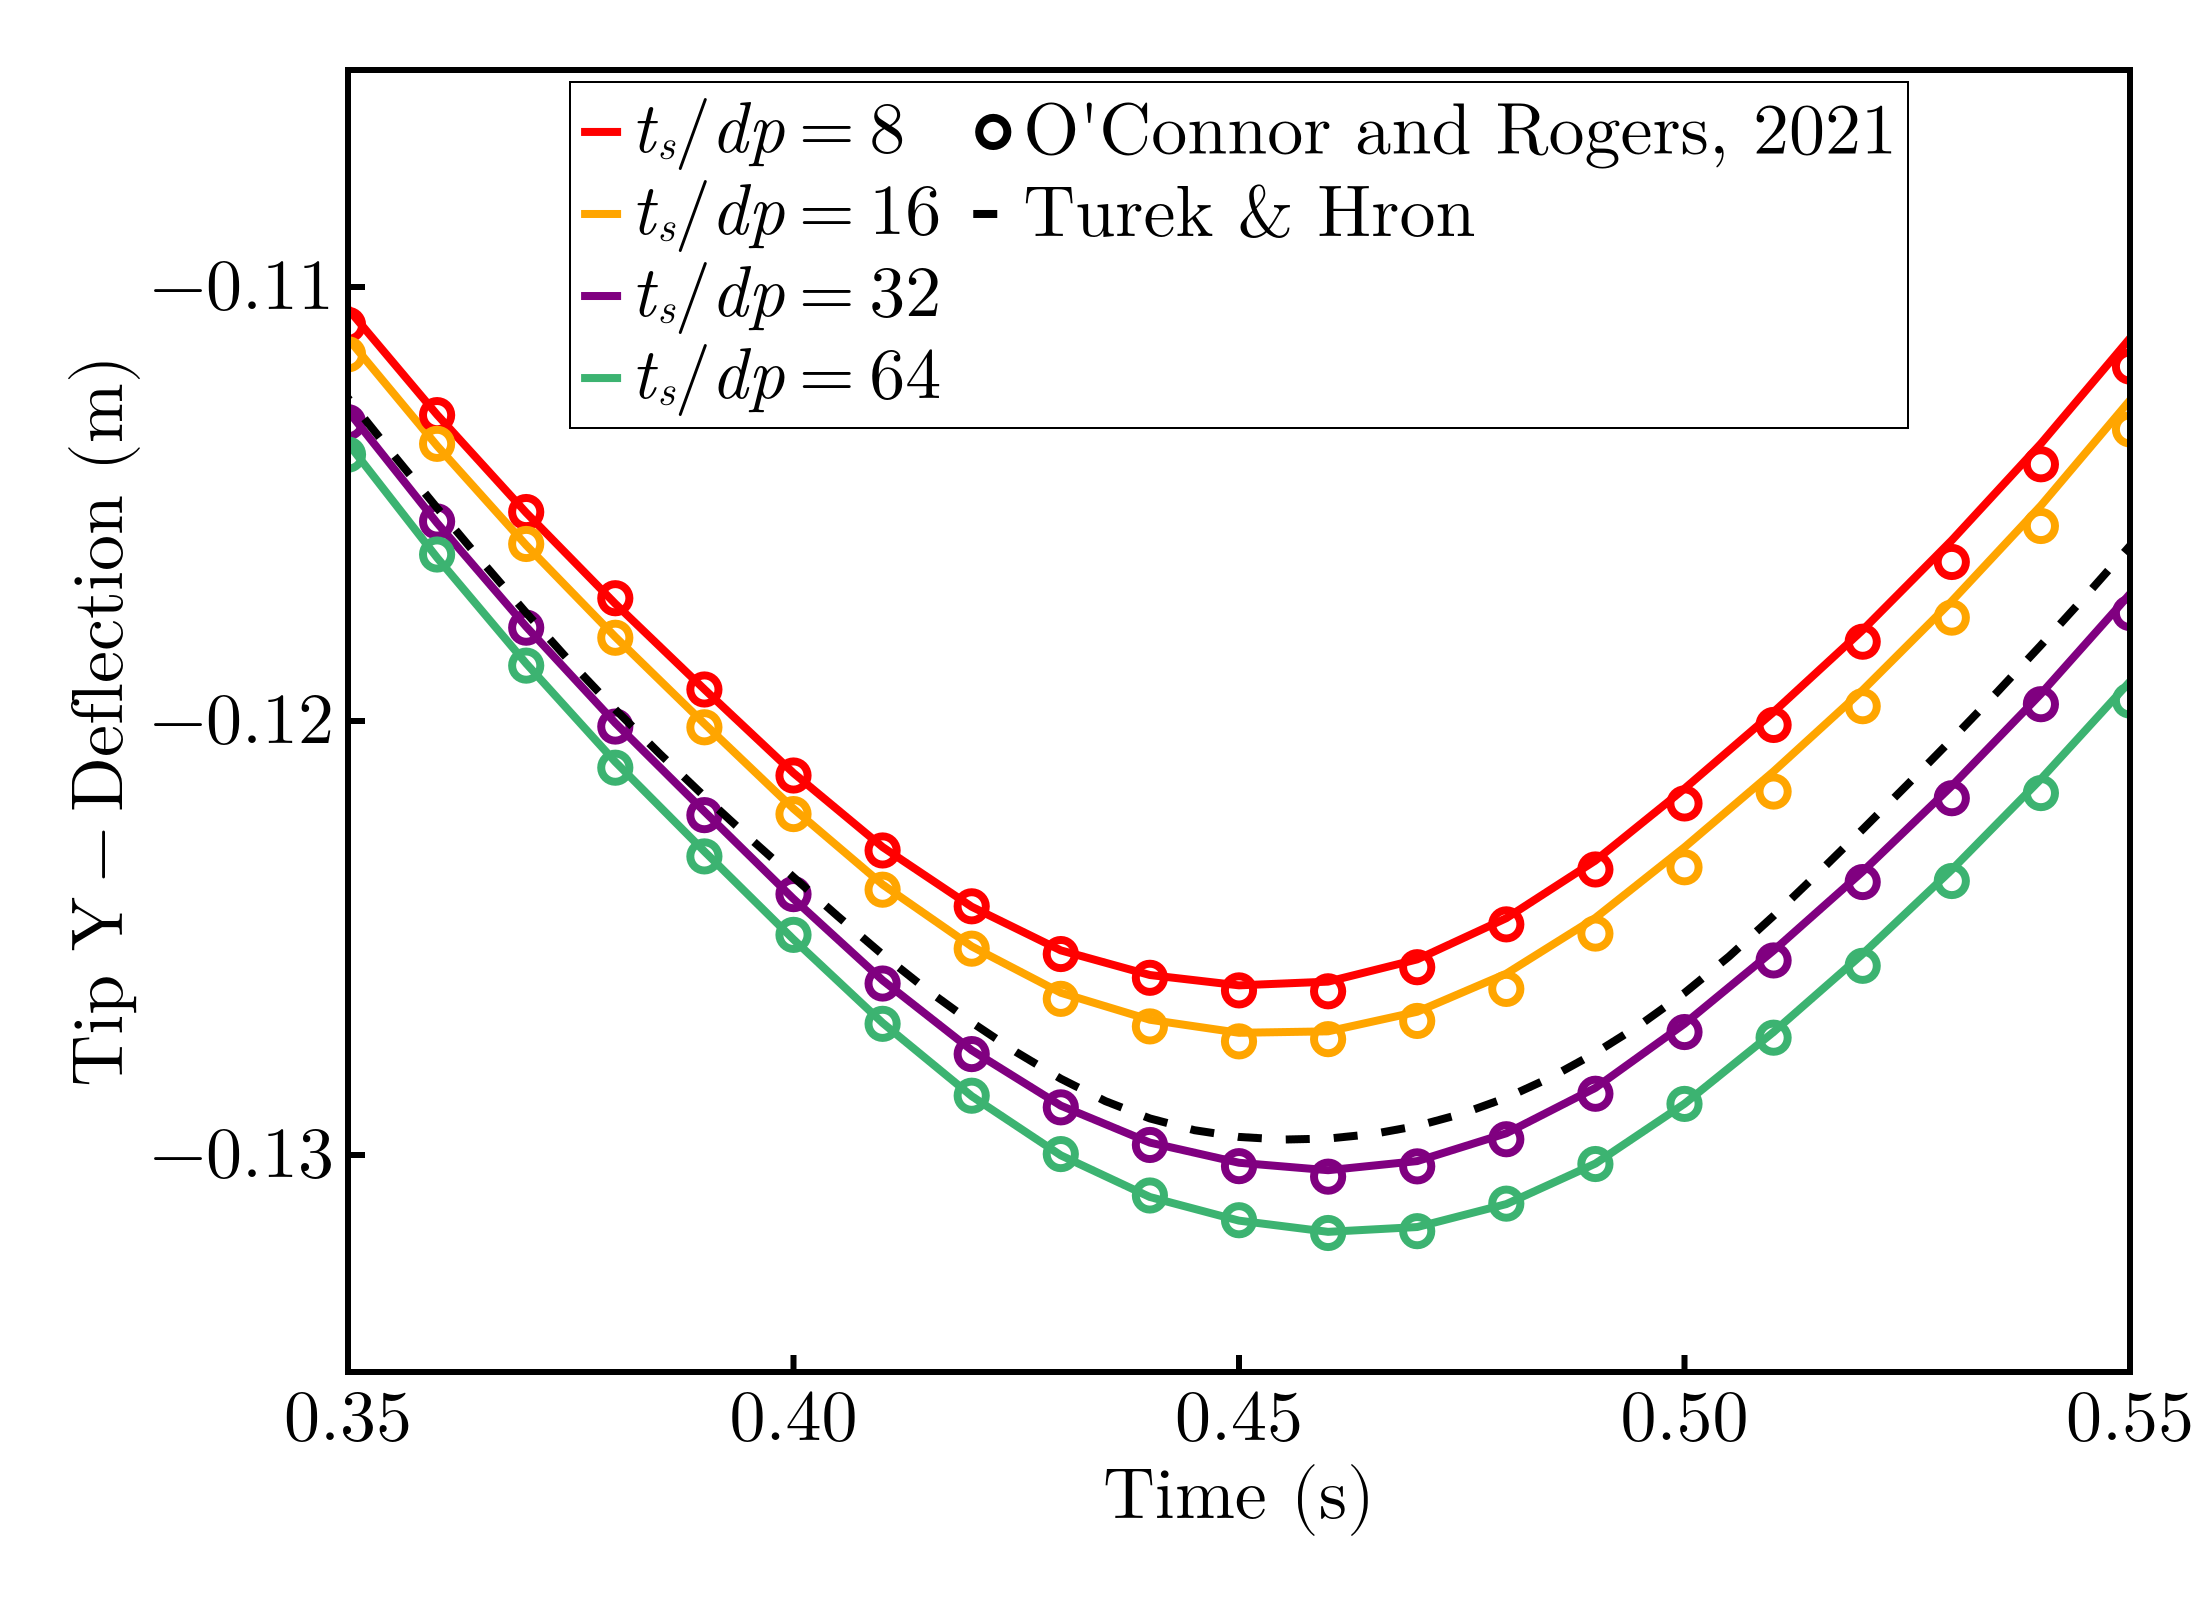 t_s/dp = 8
O'Connor and Rogers, 2021
t_s/dp = 16
Turek & Hron
t_s/dp = 32
t_s/dp = 64
−0.11
−0.12
−0.13
Tip Y − Deflection (m)
0.35 0.40 0.45 0.50 0.55
Time (s)